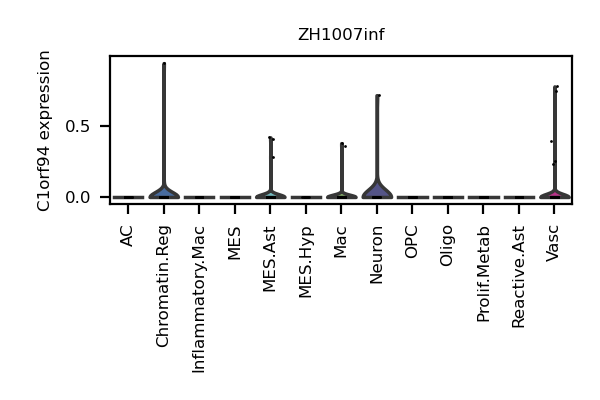 ZH1007inf
C1orf94 expression
0.5
0.0
AC
Chromatin.Reg
Inflammatory.Mac
MES
MES.Ast
MES.Hyp
Mac
Neuron
OPC
Oligo
Prolif.Metab
Reactive.Ast
Vasc